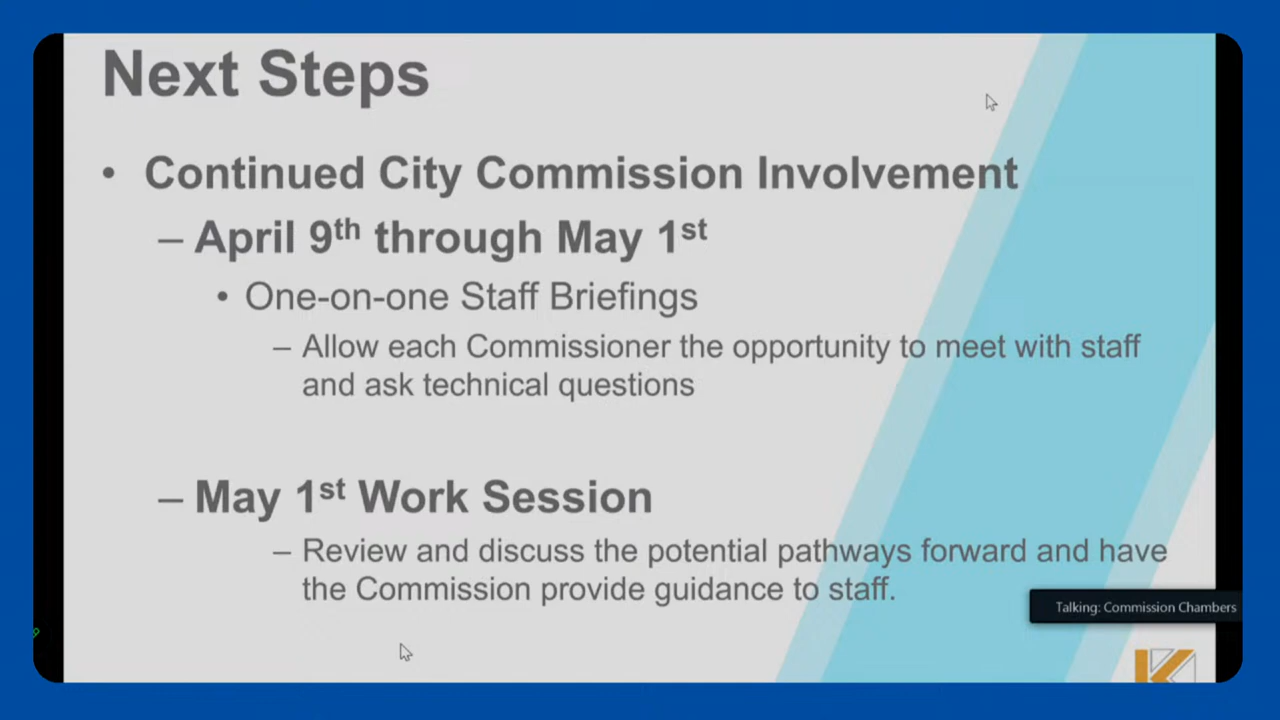 Next Steps
• Continued City Commission Involvement
– April 9th through May 1st
• One-on-one Staff Briefings
– Allow each Commissioner the opportunity to meet with staff
and ask technical questions
– May 1st Work Session
– Review and discuss the potential pathways forward and have
the Commission provide guidance to staff.
Talking: Commission Chambers